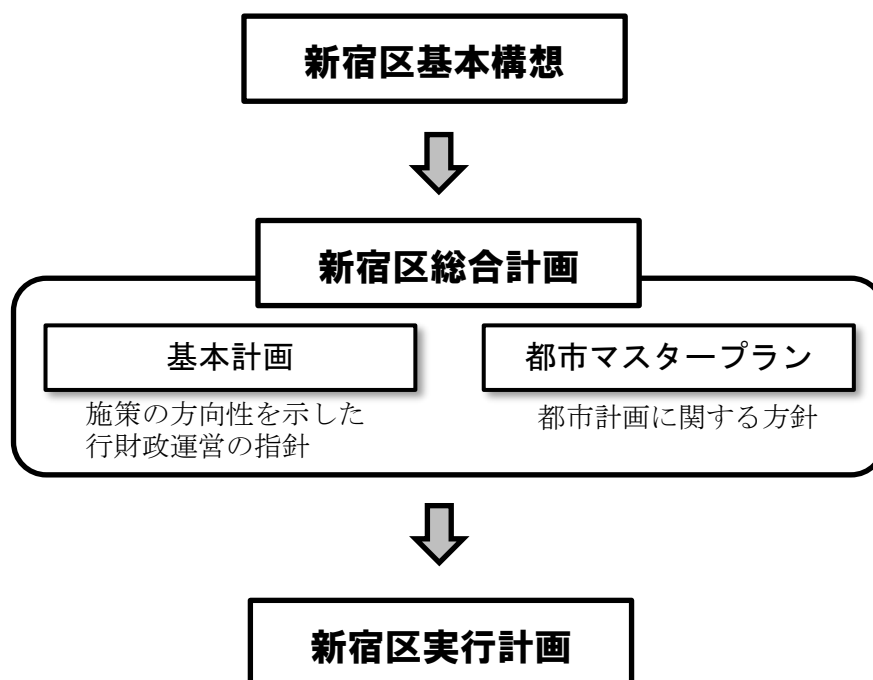 新宿区基本構想
新宿区総合計画
基本計画
施策の方向性を示した
行財政運営の指針
都市マスタープラン
都市計画に関する方針
新宿区実行計画